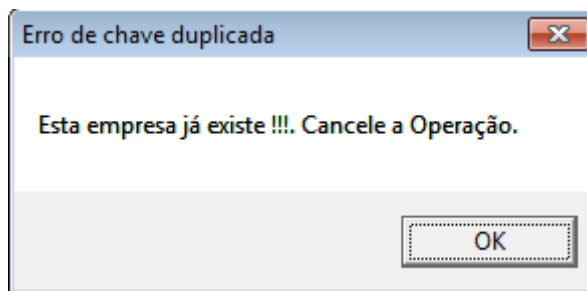 Erro de chave duplicada
Esta empresa já existe !!!. Cancele a Operação.
OK